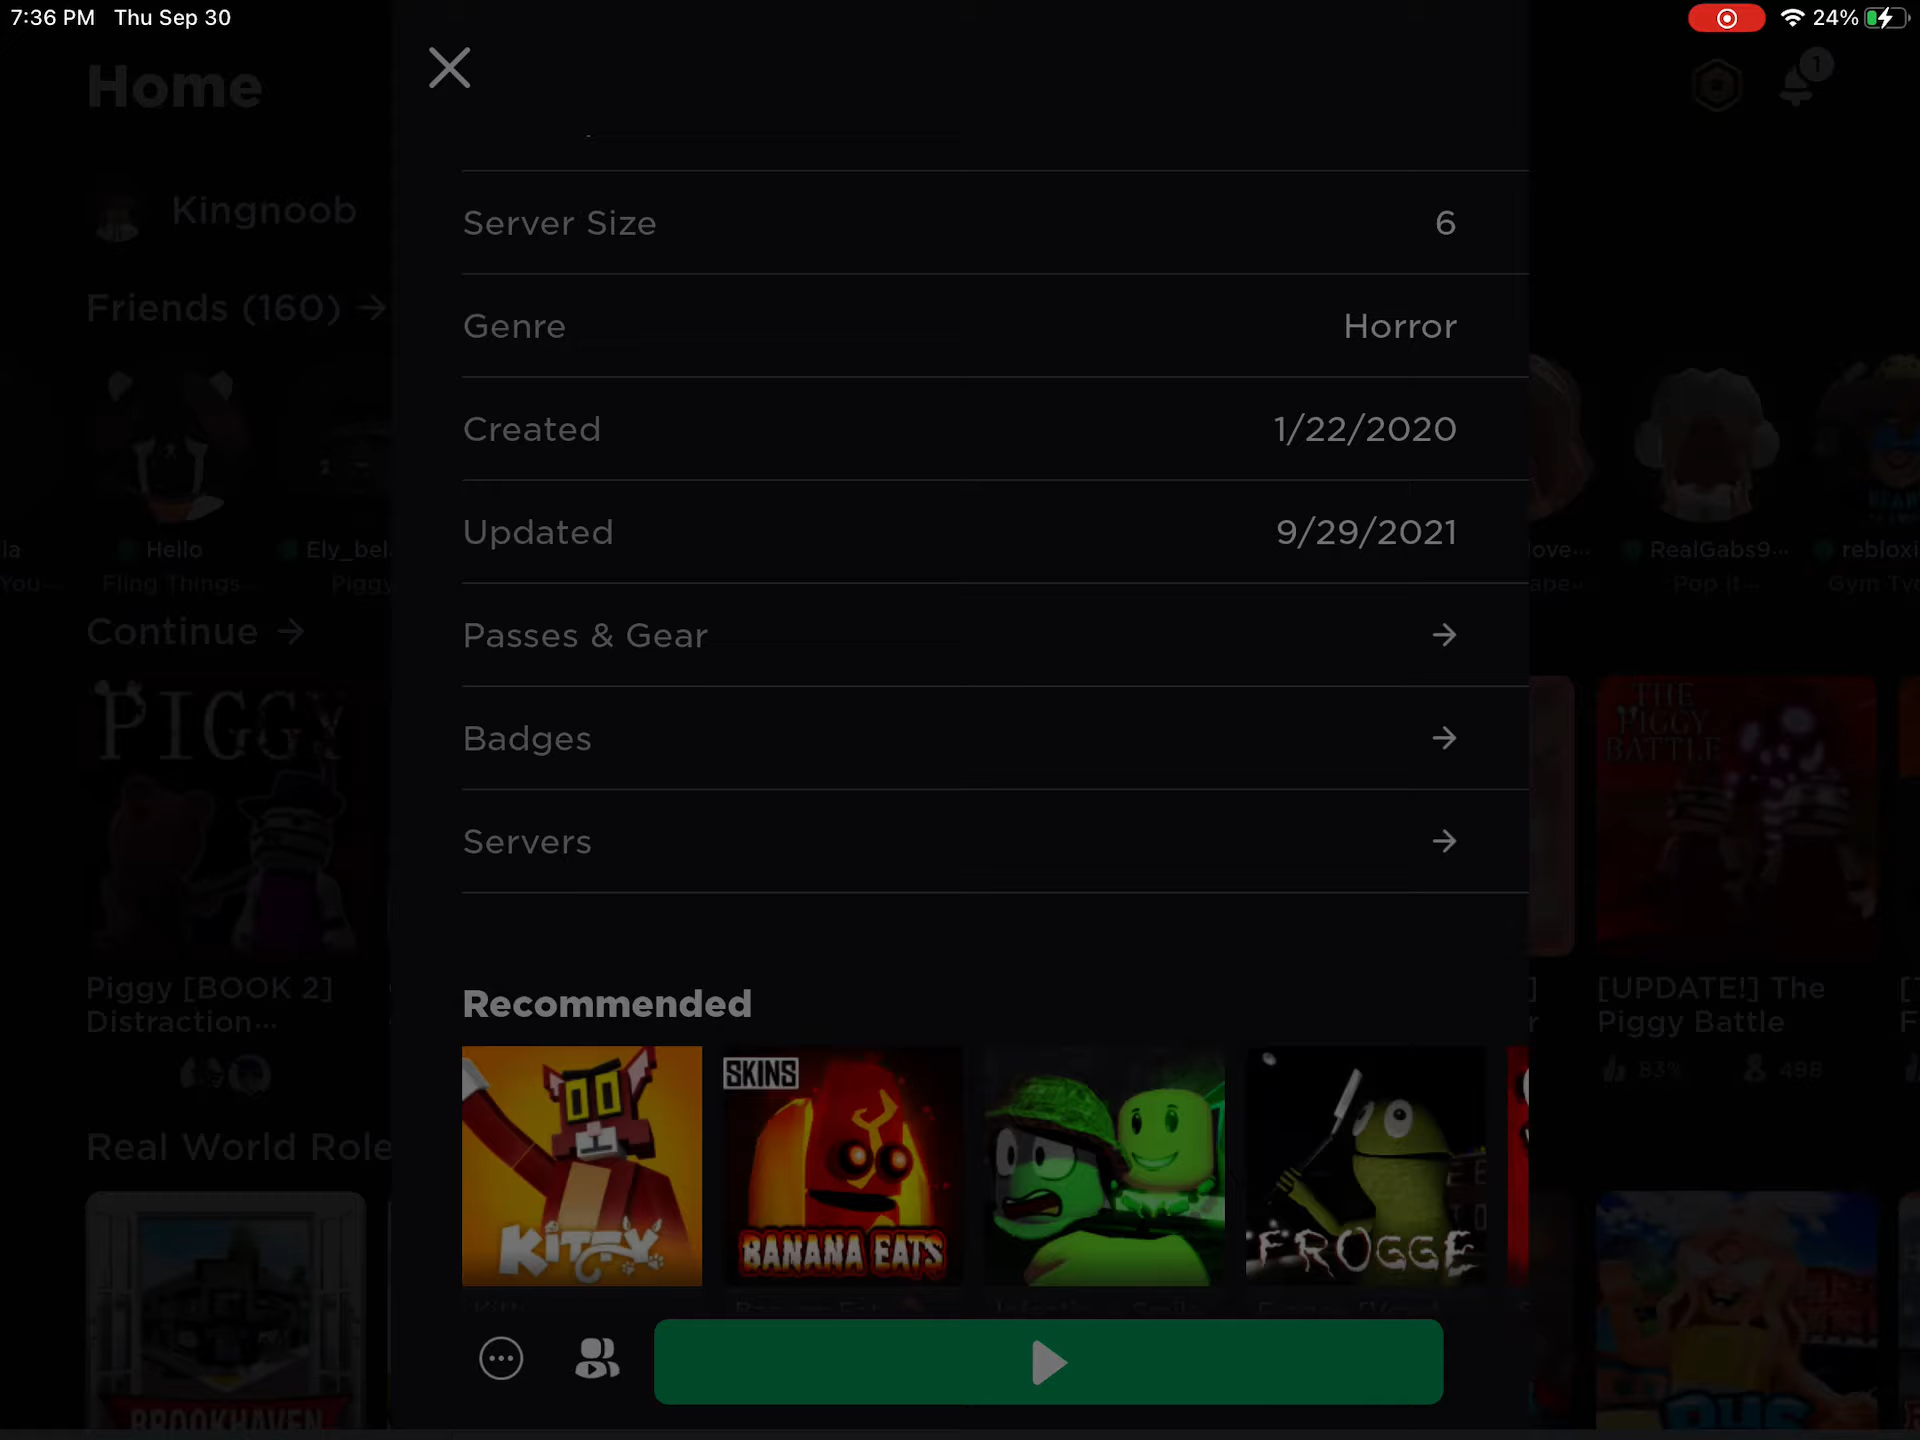 7:36 PM Thu Sep 30
24%
Home
1
Kingnoob
Friends (160)
Hello
Fling Things...
Ely_bel
Piggy
RealGabs9...
Pop It...
Continue
PIGGY
Piggy [BOOK 2]
Distraction...
THE
PIGGY
BATTLE
[UPDATE!] The
Piggy Battle
83%
498
Real World Role
BROOKHAVEN
Server Size
6
Genre
Horror
Created
1/22/2020
Updated
9/29/2021
Passes & Gear
Badges
Servers
Recommended
KITTY
SKINS
BANANA EATS
FROGGE